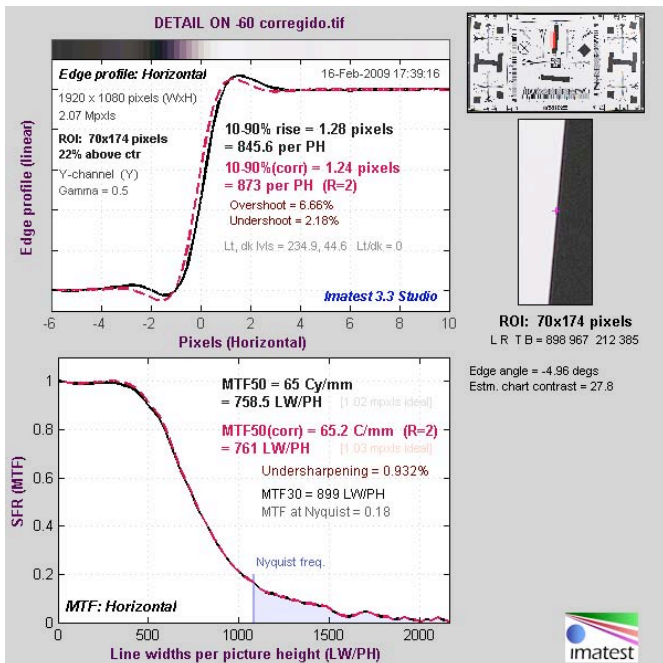 DETAIL ON -60 corregido.tif
Edge profile: Horizontal
16-Feb-2009 17:39:16
1920 x 1080 pixels (WxH)
2.07 Mpxls
ROI: 70x174 pixels
22% above ctr
Y-channel (Y)
Gamma = 0.5
10-90% rise = 1.28 pixels
= 845.6 per PH
10-90%(corr) = 1.24 pixels
= 873 per PH (R=2)
Overshoot = 6.66%
Undershoot = 2.18%
Lt, dk lvls = 234.9, 44.6 Lt/dk = 0
Imatest 3.3 Studio
Edge profile (linear)
-6 -4 -2 0 2 4 6 8 10
Pixels (Horizontal)
ROI: 70x174 pixels
L R T B = 898 967 212 385
Edge angle = -4.96 degs
Estm. chart contrast = 27.8
MTF50 = 65 Cy/mm
= 758.5 LW/PH [1.02 mpxls ideal]
MTF50(corr) = 65.2 C/mm (R=2)
= 761 LW/PH [1.03 mpxls ideal]
Undersharpening = 0.932%
MTF30 = 899 LW/PH
MTF at Nyquist = 0.18
Nyquist freq.
MTF: Horizontal
SFR (MTF)
1
0.8
0.6
0.4
0.2
0
0 500 1000 1500 2000
Line widths per picture height (LW/PH)
imatest